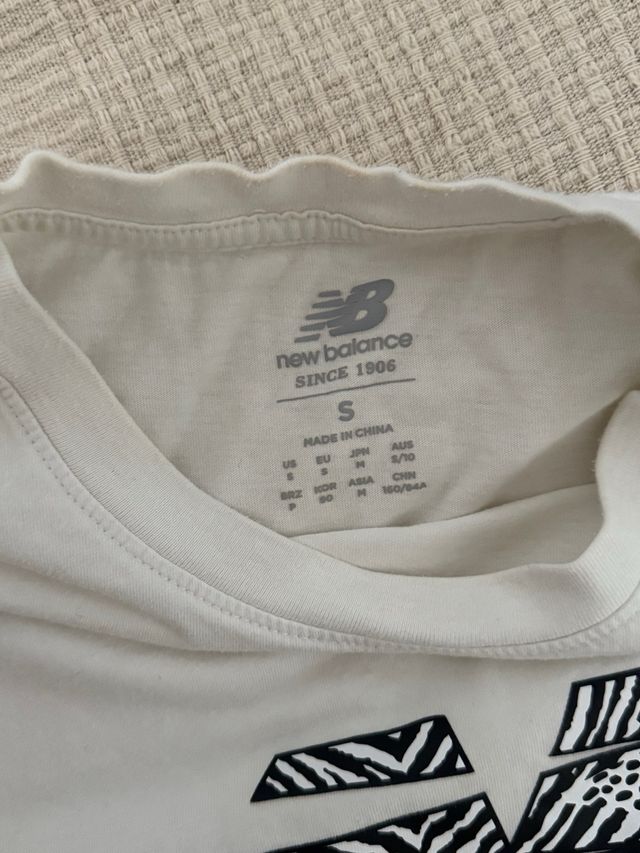 NB
new balance
SINCE 1906
S
MADE IN CHINA
US EU JPN AUS
S S M S/10
BRZ KOR ASIA CHN
P 90 M 160/84A